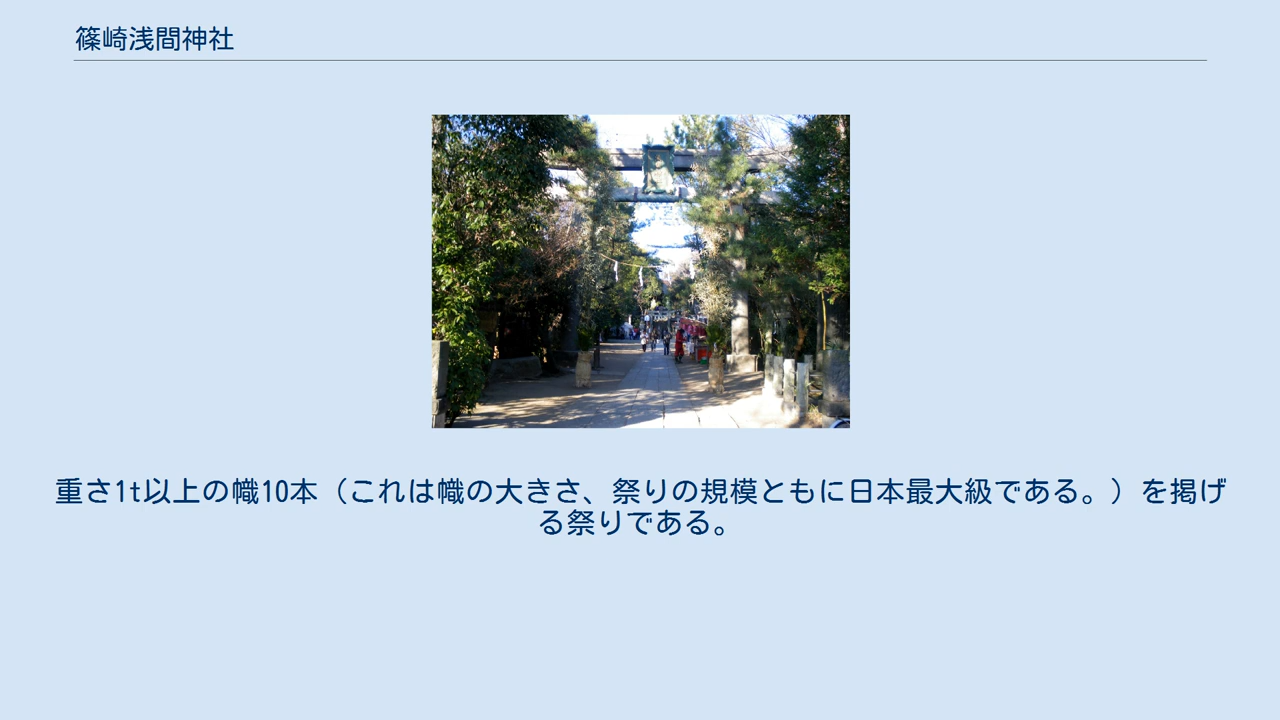 篠崎浅間神社
重さ1t以上の幟10本（これは幟の大きさ、祭りの規模ともに日本最大級である。）を掲げ
る祭りである。